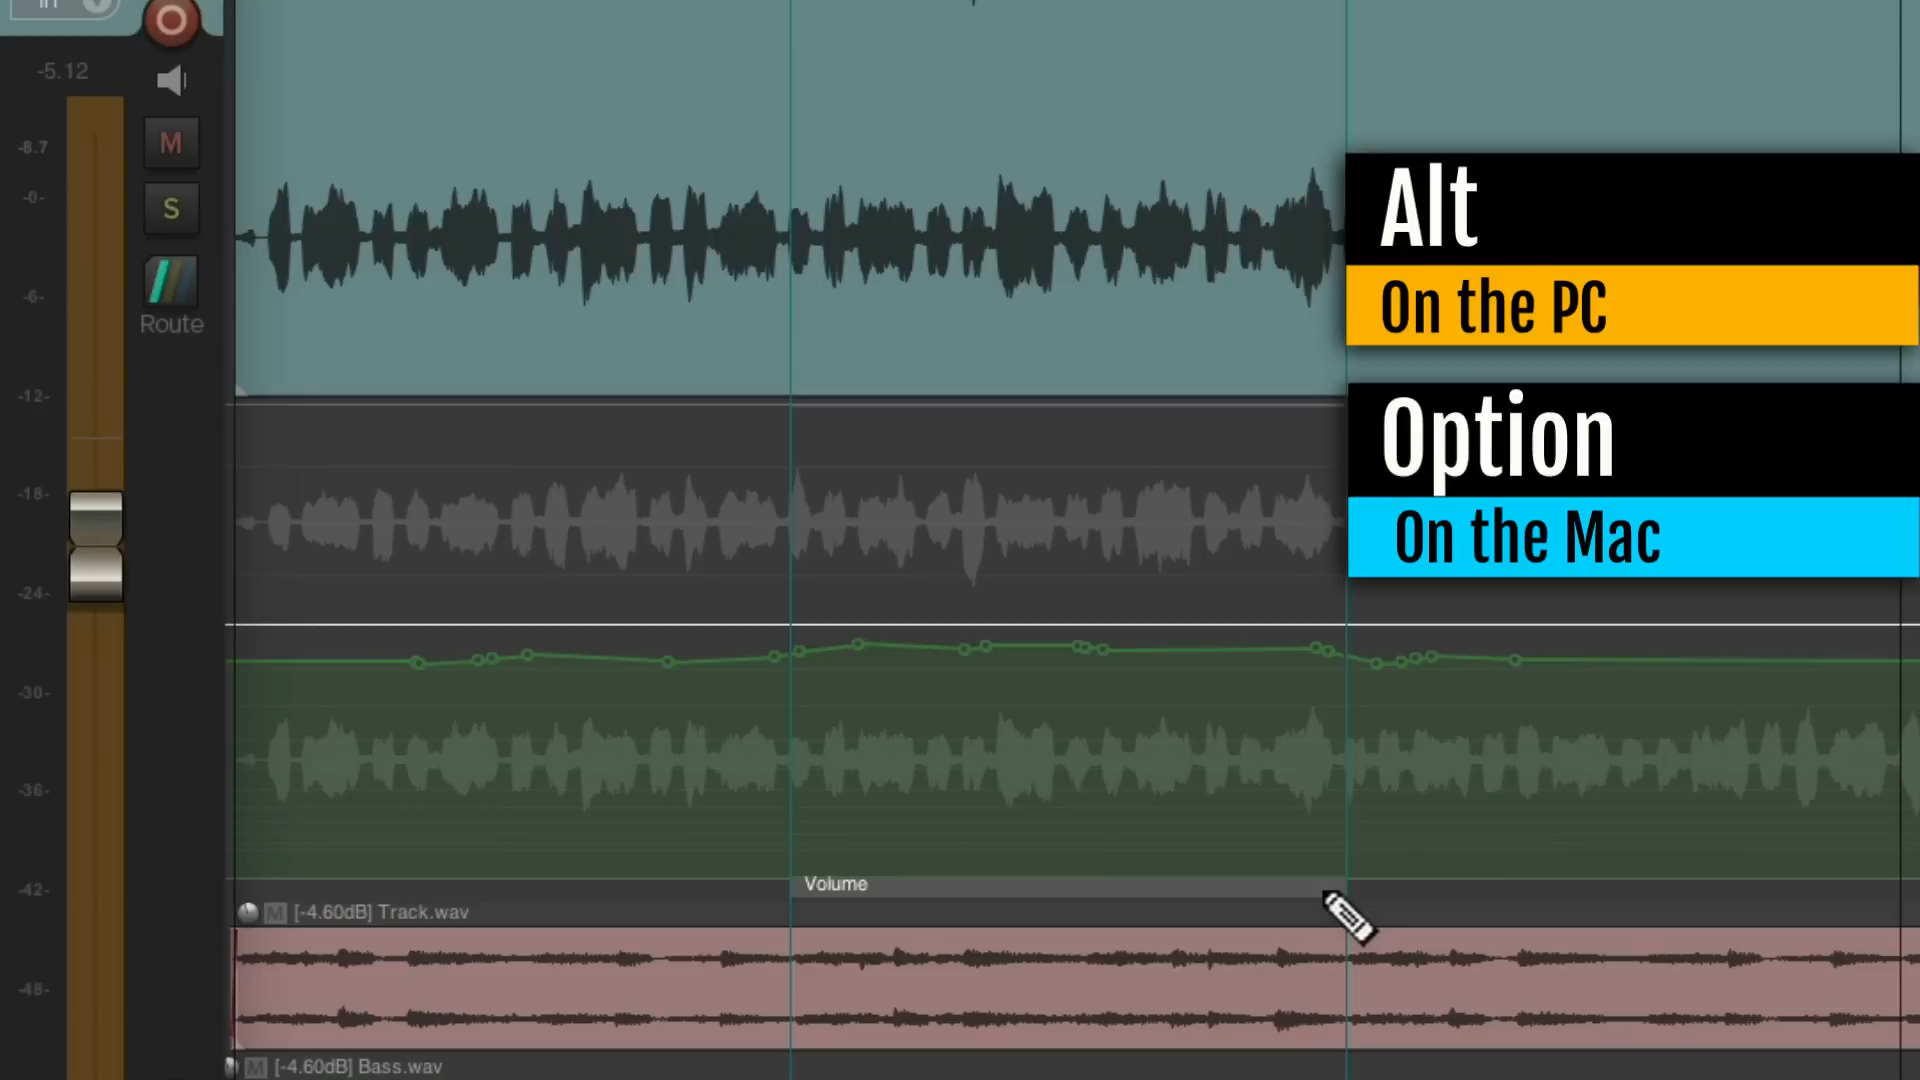 in
-5.12
-8.7
-0-
-6-
-12-
-18-
-24-
-30-
-36-
-42-
-48-
M
S
Route
Alt
On the PC
Option
On the Mac
Volume
M [-4.60dB] Track.wav
M [-4.60dB] Bass.wav